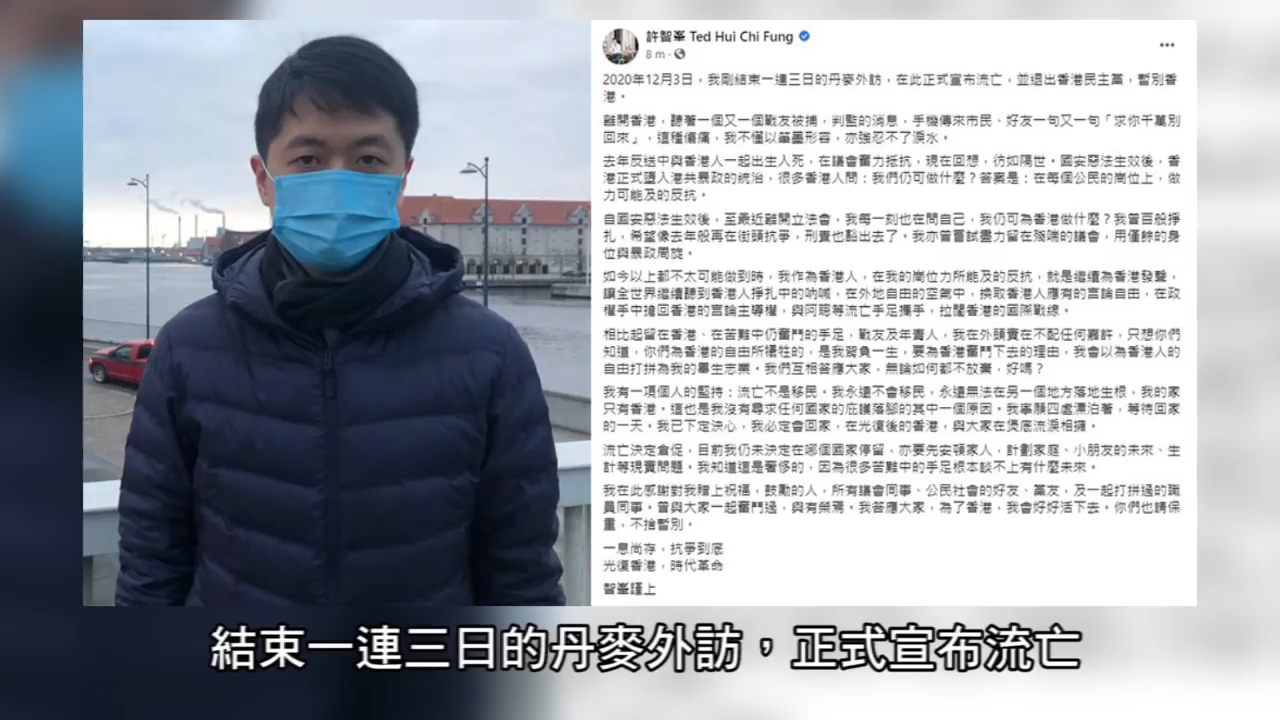 許智峯 Ted Hui Chi Fung
8 m
2020年12月3日，我剛結束一連三日的丹麥外訪，在此正式宣布流亡，並退出香港民主黨，暫別香
港。
離開香港，聽著一個又一個戰友被捕，判監的消息，手機傳來市民、好友一句又一句「求你千萬別
回來」，這種傷痛，我不懂以筆墨形容，亦強忍不了淚水。
去年反送中與香港人一起出生入死，在議會奮力抵抗，現在回想，彷如隔世。國安惡法生效後，香
港正式墮入港共暴政的統治，很多香港人問：我們仍可做什麼？答案是：在每個公民的崗位上，做
力可能及的反抗。
自國安惡法生效後，至最近離開立法會，我每一刻也在問自己，我仍可為香港做什麼？我曾百般掙
扎，希望像去年般再在街頭抗爭，刑責也豁出去了。我亦曾嘗試盡力留在殘喘的議會，用僅餘的身
位與暴政周旋。
如今以上都不太可能做到時，我作為香港人，在我的崗位力所能及的反抗，就是繼續為香港發聲，
讓全世界繼續聽到香港人掙扎中的吶喊，在外地自由的空氣中，換取香港人應有的言論自由，在政
權手中搶回香港的言論主導權，與阿聰等流亡手足攜手，拉闊香港的國際戰線。
相比起留在香港、在苦難中仍奮鬥的手足，戰友及年青人，我在外頭實在不配任何嘉許，只想你們
知道，你們為香港的自由所犧牲的，是我背負一生，要為香港奮鬥下去的理由，我會以為香港人的
自由打拼為我的畢生志業。我們互相答應大家，無論如何都不放棄，好嗎？
我有一項個人的堅持：流亡不是移民。我永遠不會移民，永遠無法在另一個地方落地生根，我的家
只有香港。這也是我沒有尋求任何國家的庇護落腳的其中一個原因。我寧願四處漂泊著，等待回家
的一天。我已下定決心，我必定會回家，在光復後的香港，與大家在煲底流淚相擁。
流亡決定倉促，目前我仍未決定在哪個國家停留，亦要先安頓家人，計劃家庭、小朋友的未來、生
計等現實問題。我知道這是奢侈的，因為很多苦難中的手足根本談不上有什麼未來。
我在此感謝對我贈上祝福，鼓勵的人，所有議會同事、公民社會的好友、黨友，及一起打拼過的職
員同事。曾與大家一起奮鬥過，與有榮焉。我答應大家，為了香港，我會好好活下去。你們也請保
重，不捨暫別。
一息尚存，抗爭到底
光復香港，時代革命
智峯謹上
結束一連三日的丹麥外訪，正式宣布流亡